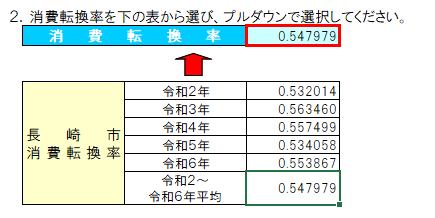 2. 消費転換率を下の表から選び、プルダウンで選択してください。
消費転換率 0.547979
令和2年 0.532014
令和3年 0.563460
長崎市 令和4年 0.557499
消費転換率 令和5年 0.534058
令和6年 0.553867
令和2～
令和6年平均 0.547979